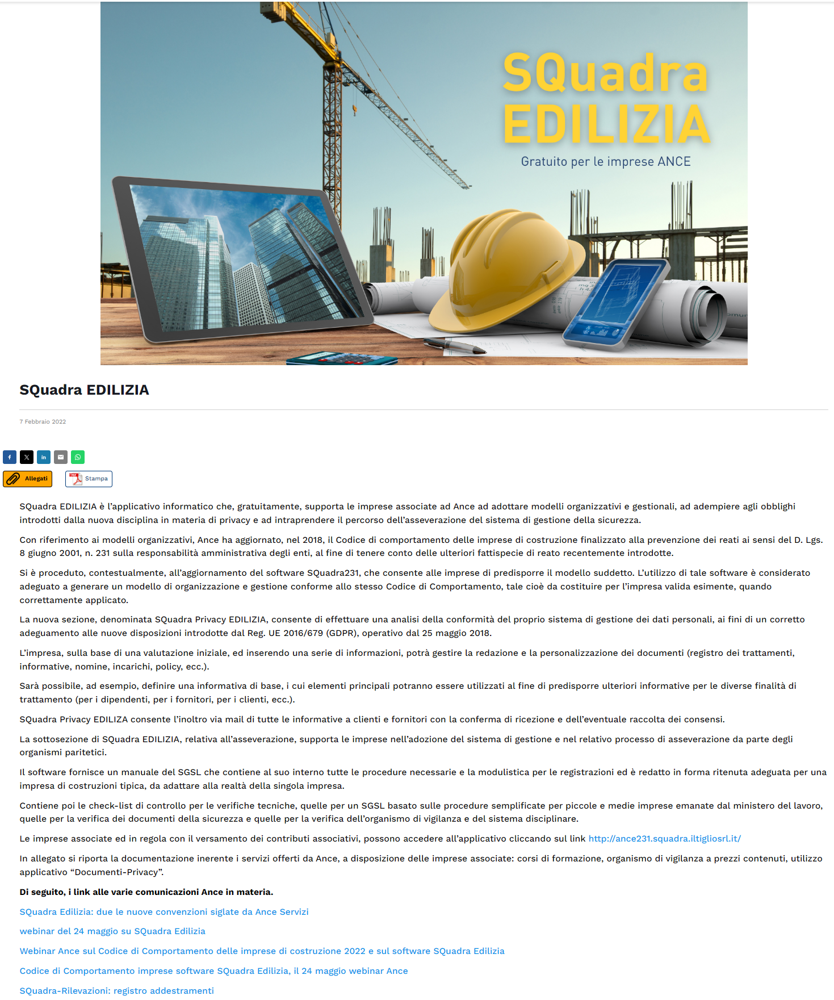 SQuadra
EDILIZIA
Gratuito per le imprese ANCE
SQuadra EDILIZIA
7 Febbraio 2022
Allegati
Stampa
SQuadra EDILIZIA è l’applicativo informatico che, gratuitamente, supporta le imprese associate ad Ance ad adottare modelli organizzativi e gestionali, ad adempiere agli obblighi
introdotti dalla nuova disciplina in materia di privacy e ad intraprendere il percorso dell’asseverazione del sistema di gestione della sicurezza.
Con riferimento ai modelli organizzativi, Ance ha aggiornato, nel 2018, il Codice di comportamento delle imprese di costruzione finalizzato alla prevenzione dei reati ai sensi del D. Lgs.
8 giugno 2001, n. 231 sulla responsabilità amministrativa degli enti, al fine di tenere conto delle ulteriori fattispecie di reato recentemente introdotte.
Si è proceduto, contestualmente, all’aggiornamento del software SQuadra231, che consente alle imprese di predisporre il modello suddetto. L’utilizzo di tale software è considerato
adeguato a generare un modello di organizzazione e gestione conforme allo stesso Codice di Comportamento, tale cioè da costituire per l’impresa valida esimente, quando
correttamente applicato.
La nuova sezione, denominata SQuadra Privacy EDILIZIA, consente di effettuare una analisi della conformità del proprio sistema di gestione dei dati personali, ai fini di un corretto
adeguamento alle nuove disposizioni introdotte dal Reg. UE 2016/679 (GDPR), operativo dal 25 maggio 2018.
L’impresa, sulla base di una valutazione iniziale, ed inserendo una serie di informazioni, potrà gestire la redazione e la personalizzazione dei documenti (registro dei trattamenti,
informative, nomine, incarichi, policy, ecc.).
Sarà possibile, ad esempio, definire una informativa di base, i cui elementi principali potranno essere utilizzati al fine di predisporre ulteriori informative per le diverse finalità di
trattamento (per i dipendenti, per i fornitori, per i clienti, ecc.).
SQuadra Privacy EDILIZA consente l’inoltro via mail di tutte le informative a clienti e fornitori con la conferma di ricezione e dell’eventuale raccolta dei consensi.
La sottosezione di SQuadra EDILIZIA, relativa all’asseverazione, supporta le imprese nell’adozione del sistema di gestione e nel relativo processo di asseverazione da parte degli
organismi paritetici.
Il software fornisce un manuale del SGSL che contiene al suo interno tutte le procedure necessarie e la modulistica per le registrazioni ed è redatto in forma ritenuta adeguata per una
impresa di costruzioni tipica, da adattare alla realtà della singola impresa.
Contiene poi le check-list di controllo per le verifiche tecniche, quelle per un SGSL basato sulle procedure semplificate per piccole e medie imprese emanate dal ministero del lavoro,
quelle per la verifica dei documenti della sicurezza e quelle per la verifica dell’organismo di vigilanza e del sistema disciplinare.
Le imprese associate ed in regola con il versamento dei contributi associativi, possono accedere all’applicativo cliccando sul link http://ance231.squadra.iltigliosrl.it/
In allegato si riporta la documentazione inerente i servizi offerti da Ance, a disposizione delle imprese associate: corsi di formazione, organismo di vigilanza a prezzi contenuti, utilizzo
applicativo “Documenti-Privacy”.
Di seguito, i link alle varie comunicazioni Ance in materia.
SQuadra Edilizia: due le nuove convenzioni siglate da Ance Servizi
webinar del 24 maggio su SQuadra Edilizia
Webinar Ance sul Codice di Comportamento delle imprese di costruzione 2022 e sul software SQuadra Edilizia
Codice di Comportamento imprese software SQuadra Edilizia, il 24 maggio webinar Ance
SQuadra-Rilevazioni: registro addestramenti